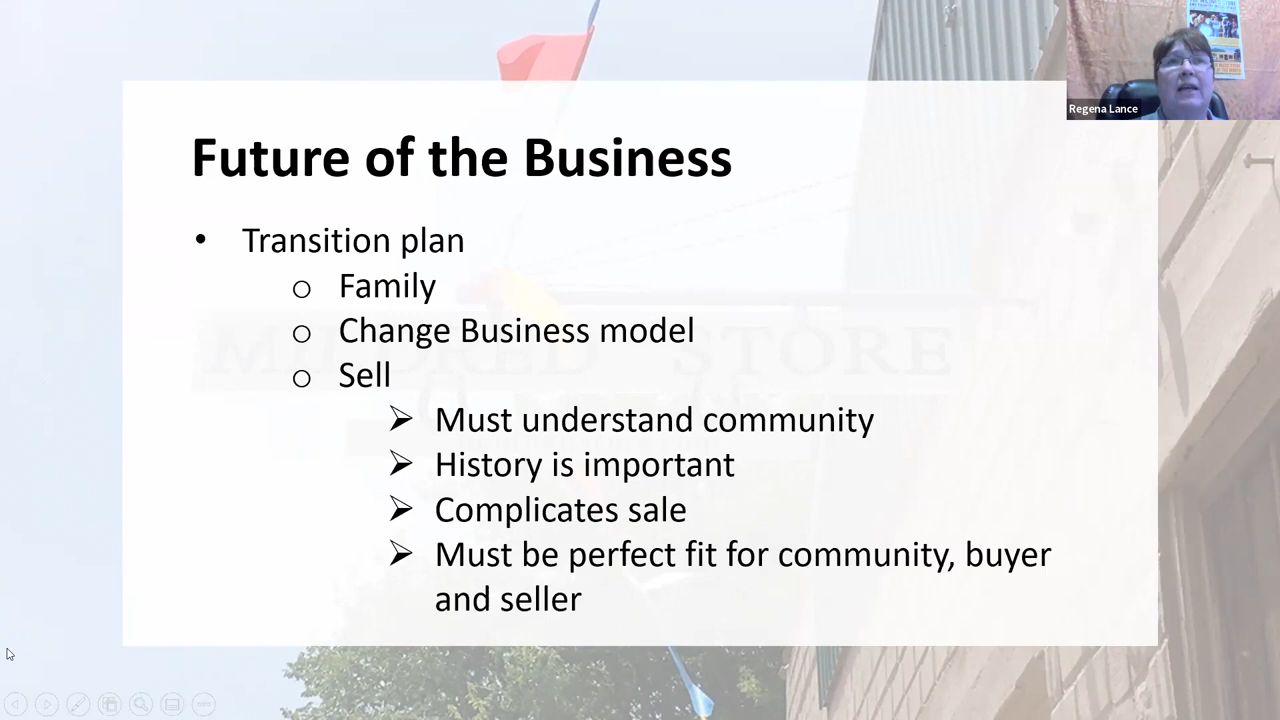 Regena Lance
Future of the Business
• Transition plan
o Family
o Change Business model
o Sell
➢ Must understand community
➢ History is important
➢ Complicates sale
➢ Must be perfect fit for community, buyer
and seller
STORE